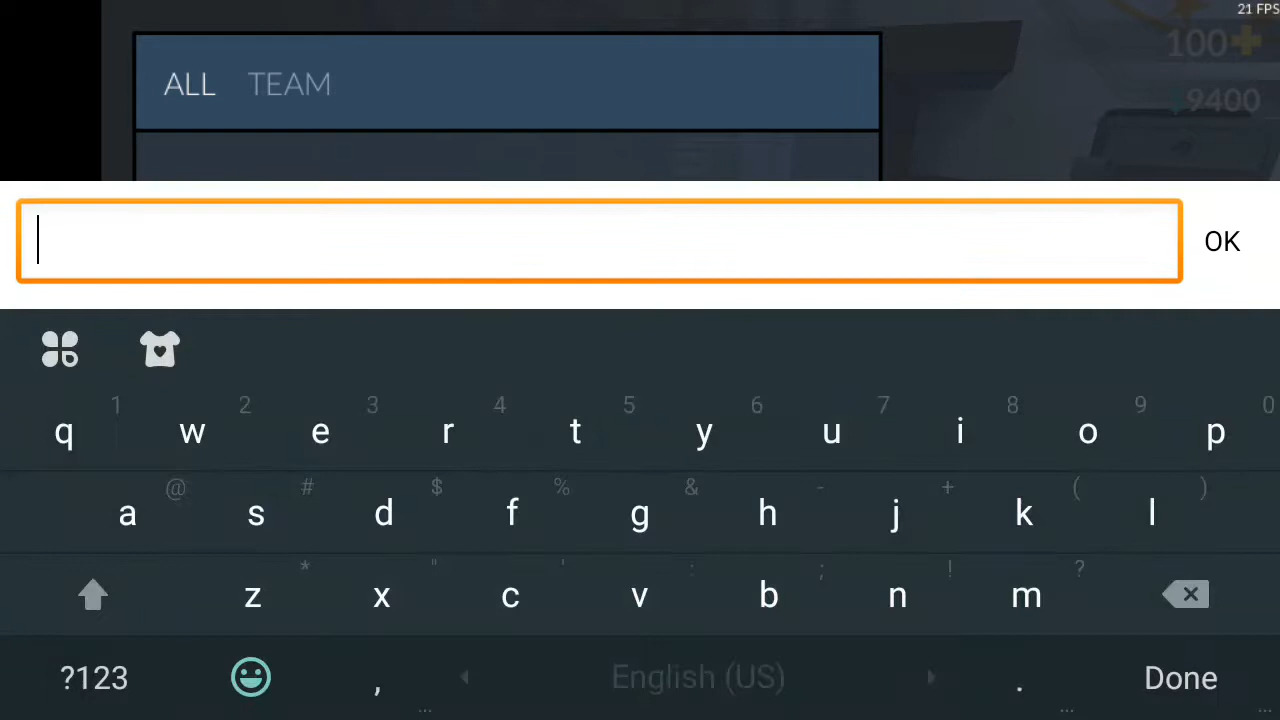 21 FPS
100
ALL TEAM
9400
OK
1 2 3 4 5 6 7 8 9 0
q w e r t y u i o p
@ # $ % & - + ( )
a s d f g h j k l
* " ' : ; ! ?
z x c v b n m
?123 , English (US) . Done
... ... ...